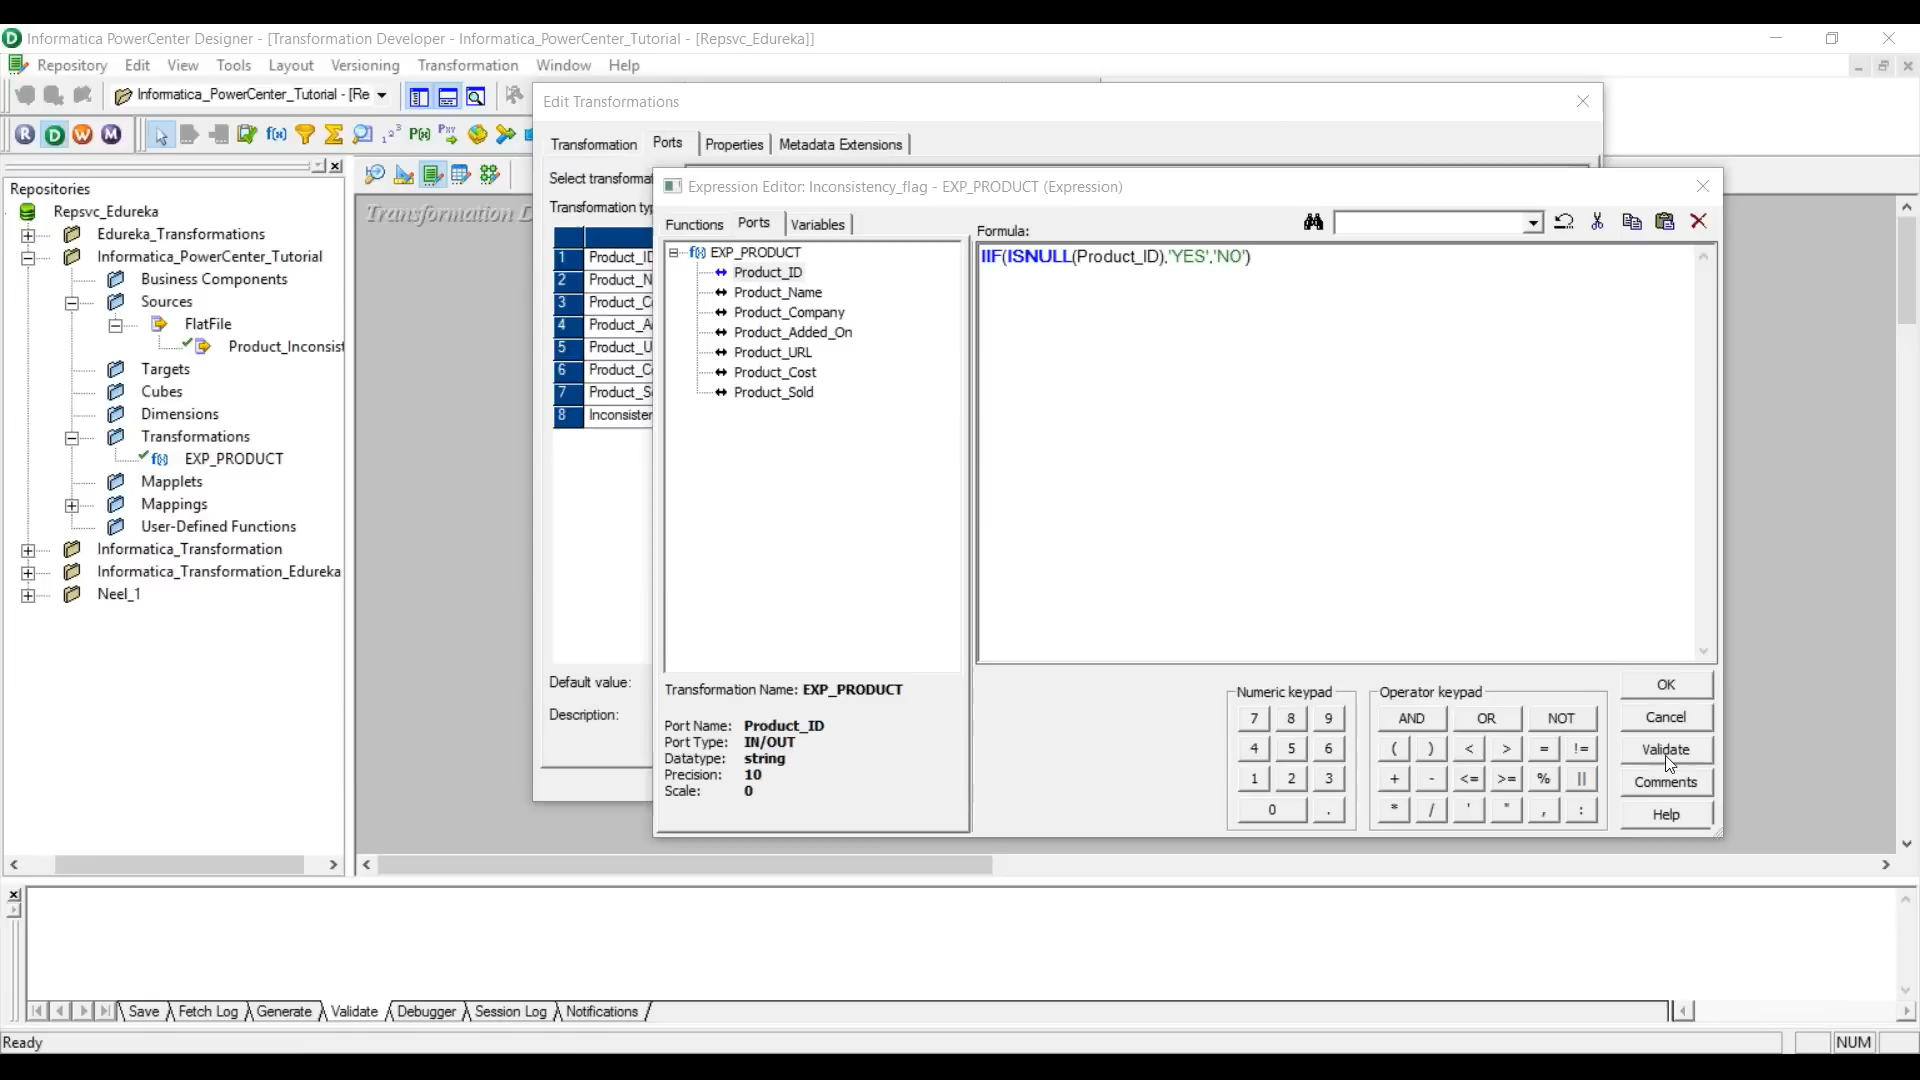 Informatica PowerCenter Designer - [Transformation Developer - Informatica_PowerCenter_Tutorial - [Repsvc_Edureka]]
Repository Edit View Tools Layout Versioning Transformation Window Help
Informatica_PowerCenter_Tutorial - [Re
Repositories
Repsvc_Edureka
Edureka_Transformations
Informatica_PowerCenter_Tutorial
Business Components
Sources
FlatFile
Product_Inconsist
Targets
Cubes
Dimensions
Transformations
EXP_PRODUCT
Mapplets
Mappings
User-Defined Functions
Informatica_Transformation
Informatica_Transformation_Edureka
Neel_1
Transformation D
Edit Transformations
Transformation Ports Properties Metadata Extensions
Select transformat
Transformation typ
1 Product_ID
2 Product_N
3 Product_C
4 Product_A
5 Product_U
6 Product_C
7 Product_S
8 Inconsister
Default value:
Description:
Expression Editor: Inconsistency_flag - EXP_PRODUCT (Expression)
Functions Ports Variables
EXP_PRODUCT
Product_ID
Product_Name
Product_Company
Product_Added_On
Product_URL
Product_Cost
Product_Sold
Transformation Name: EXP_PRODUCT
Port Name: Product_ID
Port Type: IN/OUT
Datatype: string
Precision: 10
Scale: 0
Formula:
IIF(ISNULL(Product_ID),'YES','NO')
Numeric keypad
7 8 9
4 5 6
1 2 3
0 .
Operator keypad
AND OR NOT
( ) < > = !=
+ - <= >= % ||
* / ' " , :
OK
Cancel
Validate
Comments
Help
Save Fetch Log Generate Validate Debugger Session Log Notifications
Ready
NUM